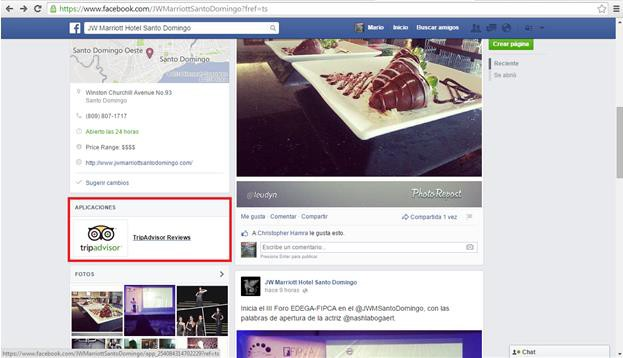 https://www.facebook.com/JWMarriottSantoDomingo?fref=ts
JW Marriott Hotel Santo Domingo
Mario Inicio Buscar amigos
Santo Domingo Oeste
Santo Domingo
Winston Churchill Avenue No.93
Santo Domingo
(809) 807-1717
Abierto las 24 horas
Price Range: $$$$
http://www.jwmarriottsantodomingo.com/
Sugerir cambios
APLICACIONES
tripadvisor
TripAdvisor Reviews
FOTOS
@leudyn
PhotoRepost
Me gusta · Comentar · Compartir
Compartida 1 vez
A Christopher Hamra le gusta esto.
Escribe un comentario...
Presiona Enter para publicar.
JW Marriott Hotel Santo Domingo
hace 9 horas
Inicia el III Foro EDEGA-FIPCA en el @JWMSantoDomingo, con las
palabras de apertura de la actriz @nashlabogaert.
Crear página
Reciente
Se abrió
Chat
https://www.facebook.com/JWMarriottSantoDomingo/app_254084314702229?ref=ts